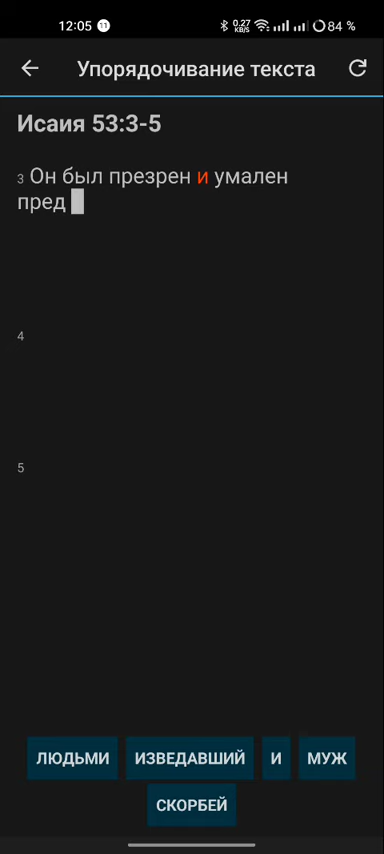 12:05 11 0.27 KB/S 84 %
Упорядочивание текста
Исаия 53:3-5
3 Он был презрен и умален
пред
4
5
ЛЮДЬМИ ИЗВЕДАВШИЙ И МУЖ
СКОРБЕЙ